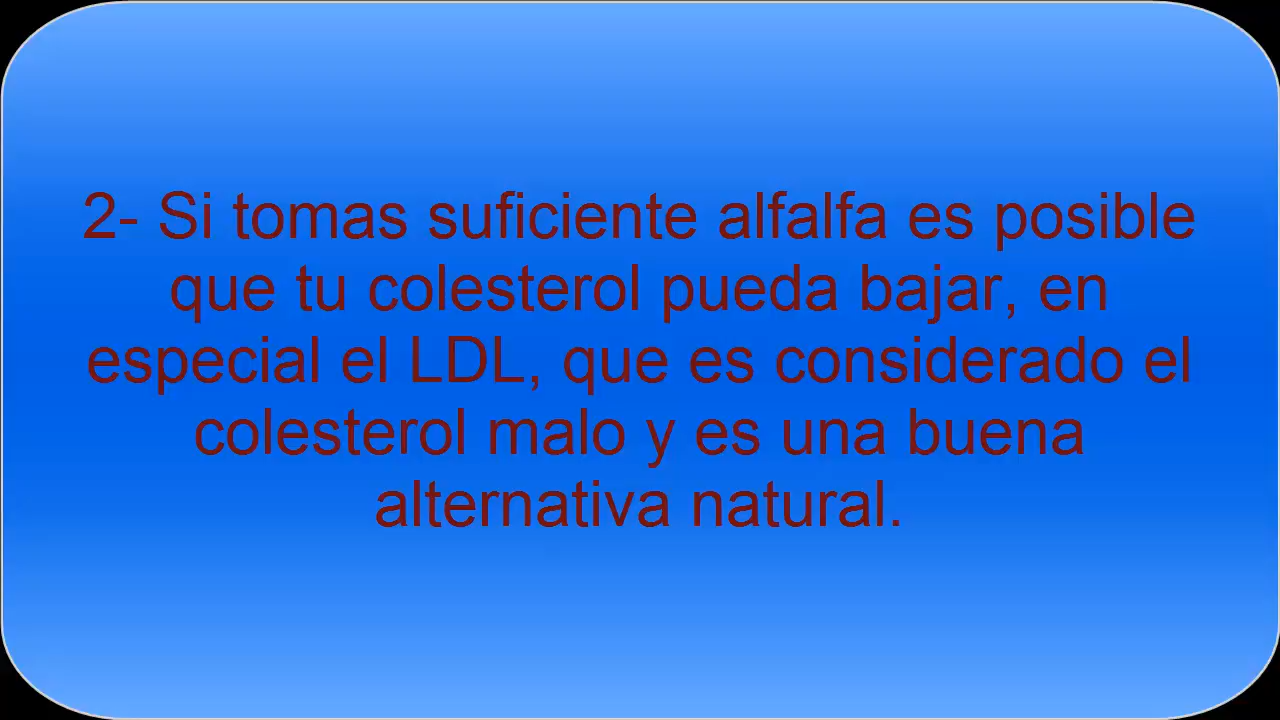 2- Si tomas suficiente alfalfa es posible
que tu colesterol pueda bajar, en
especial el LDL, que es considerado el
colesterol malo y es una buena
alternativa natural.